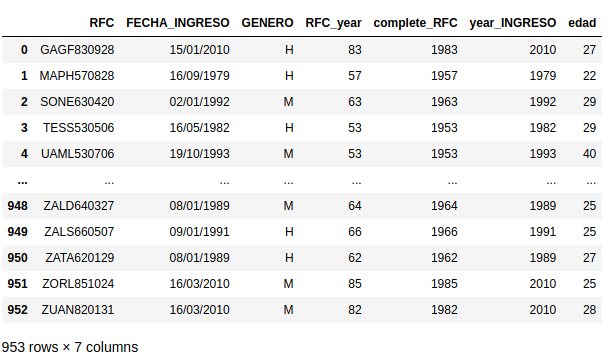 RFC FECHA_INGRESO GENERO RFC_year complete_RFC year_INGRESO edad
0 GAGF830928 15/01/2010 H 83 1983 2010 27
1 MAPH570828 16/09/1979 H 57 1957 1979 22
2 SONE630420 02/01/1992 M 63 1963 1992 29
3 TESS530506 16/05/1982 H 53 1953 1982 29
4 UAML530706 19/10/1993 M 53 1953 1993 40
... ... ... ... ... ... ... ...
948 ZALD640327 08/01/1989 M 64 1964 1989 25
949 ZALS660507 09/01/1991 H 66 1966 1991 25
950 ZATA620129 08/01/1989 H 62 1962 1989 27
951 ZORL851024 16/03/2010 M 85 1985 2010 25
952 ZUAN820131 16/03/2010 M 82 1982 2010 28
953 rows × 7 columns